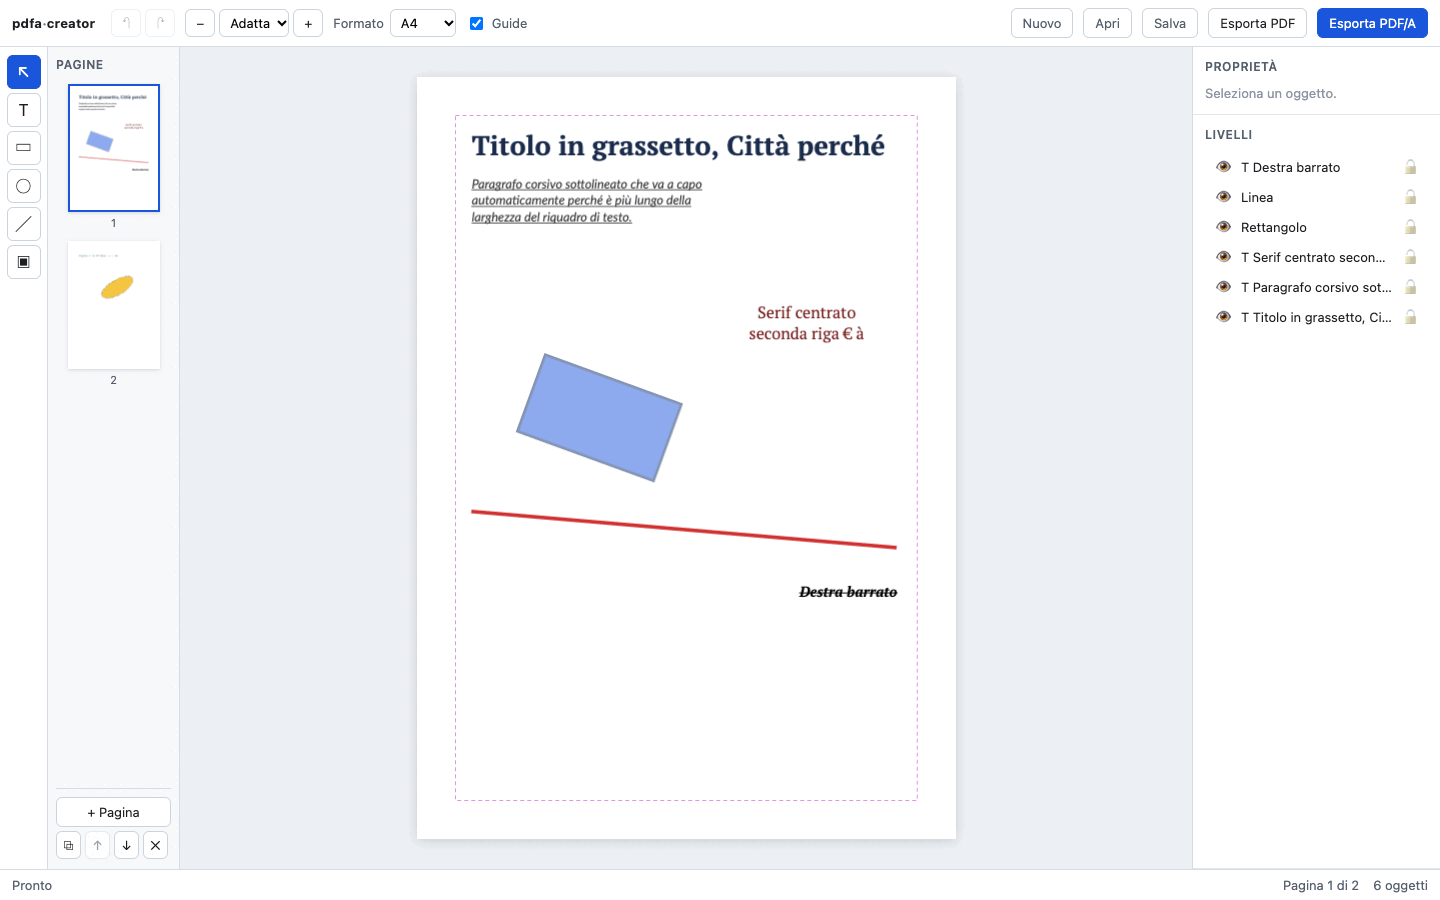 pdfa·creator
−
Adatta
+
Formato
A4
Guide
Nuovo
Apri
Salva
Esporta PDF
Esporta PDF/A
T
PAGINE
1
2
+ Pagina
Titolo in grassetto, Città perché
Paragrafo corsivo sottolineato che va a capo
automaticamente perché è più lungo della
larghezza del riquadro di testo.
Serif centrato
seconda riga € à
Destra barrato
PROPRIETÀ
Seleziona un oggetto.
LIVELLI
T Destra barrato
Linea
Rettangolo
T Serif centrato secon...
T Paragrafo corsivo sot...
T Titolo in grassetto, Ci...
Pronto
Pagina 1 di 2
6 oggetti